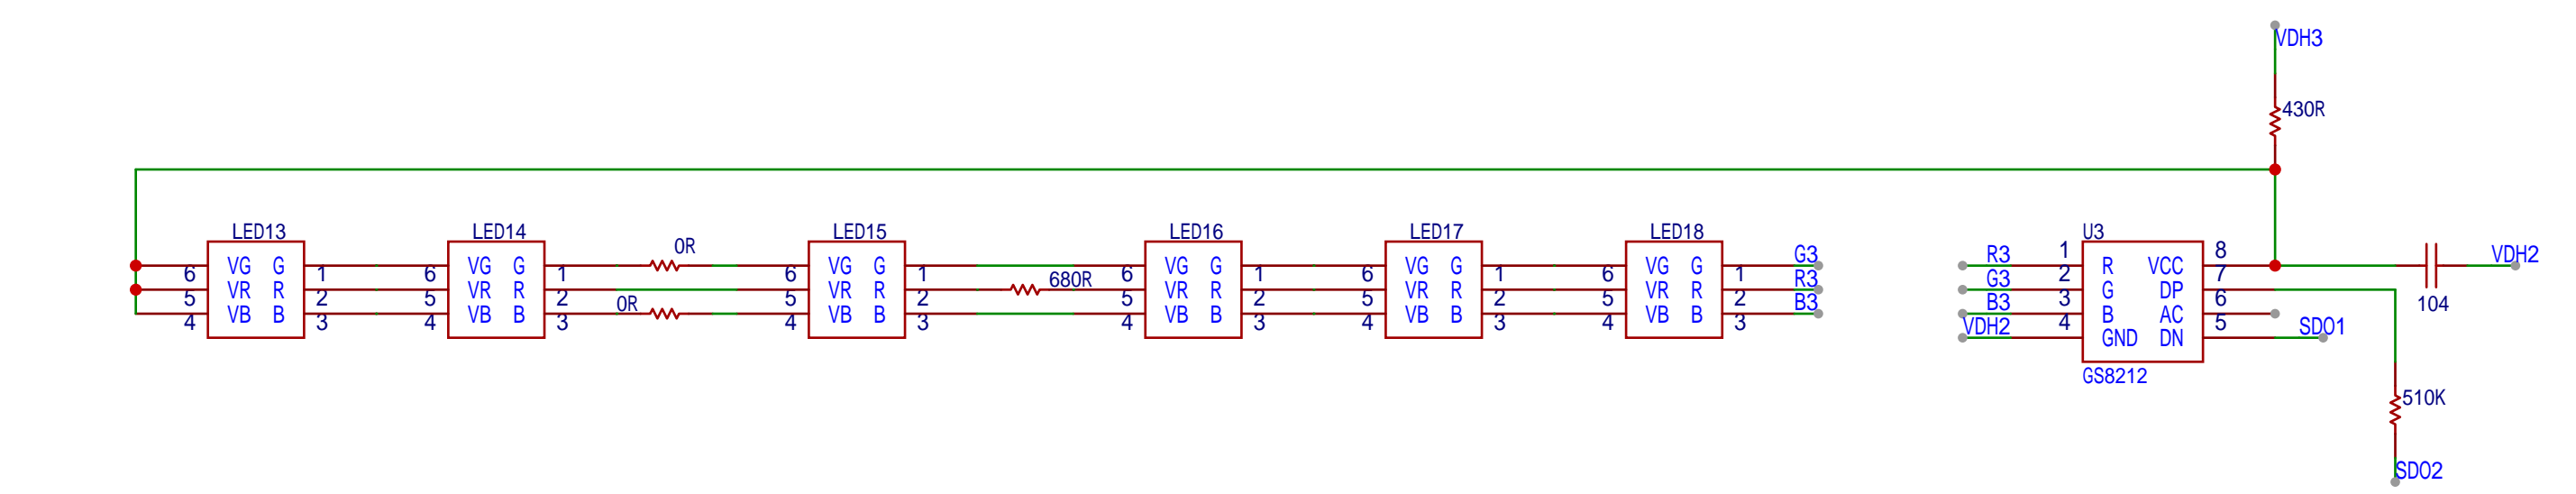 VDH3
430R
LED13
LED14
0R
LED15
LED16
LED17
LED18
U3
6 VG G 1
5 VR R 2
4 VB B 3
6 VG G 1
5 VR R 2
4 VB B 3
0R
6 VG G 1
5 VR R 2
4 VB B 3
680R
6 VG G 1
5 VR R 2
4 VB B 3
6 VG G 1
5 VR R 2
4 VB B 3
6 VG G 1 G3
5 VR R 2 R3
4 VB B 3 B3
R3 1 R VCC 8
G3 2 G DP 7
B3 3 B AC 6
VDH2 4 GND DN 5 SDO1
GS8212
VDH2
104
510K
SDO2